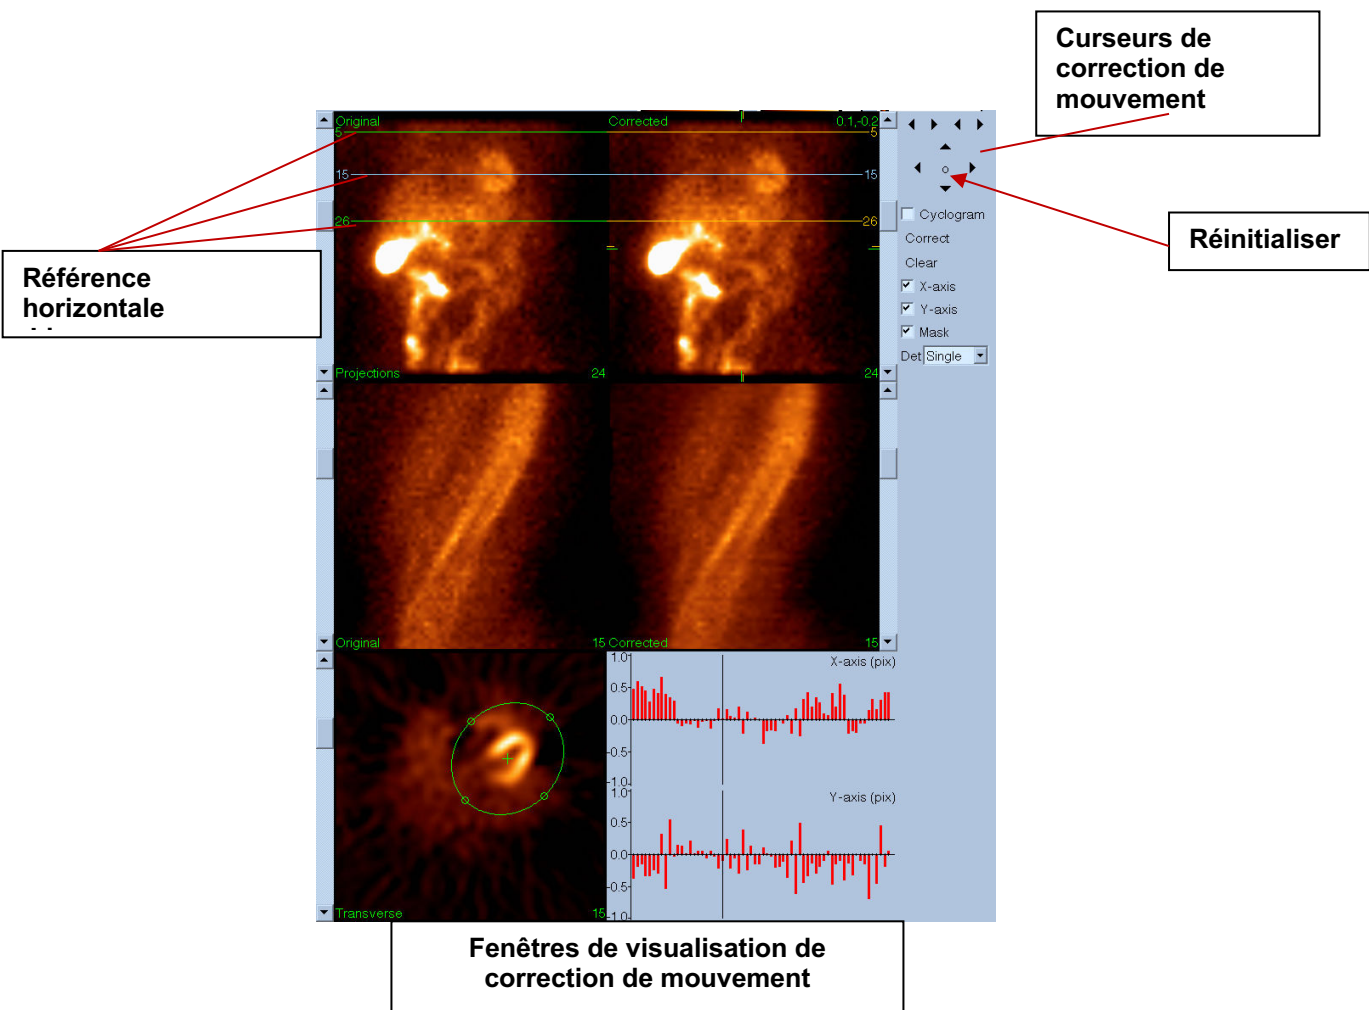 Curseurs de
correction de
mouvement
Original
Corrected
0.1,-0.2
5
5
15
15
26
26
Cyclogram
Réinitialiser
Correct
Clear
Référence
horizontale
X-axis
Y-axis
Mask
Det Single
Projections
24
24
Original
15
Corrected
15
X-axis (pix)
1.0
0.5
0.0
-0.5
-1.0
Y-axis (pix)
1.0
0.5
0.0
-0.5
-1.0
Transverse
15
Fenêtres de visualisation de
correction de mouvement